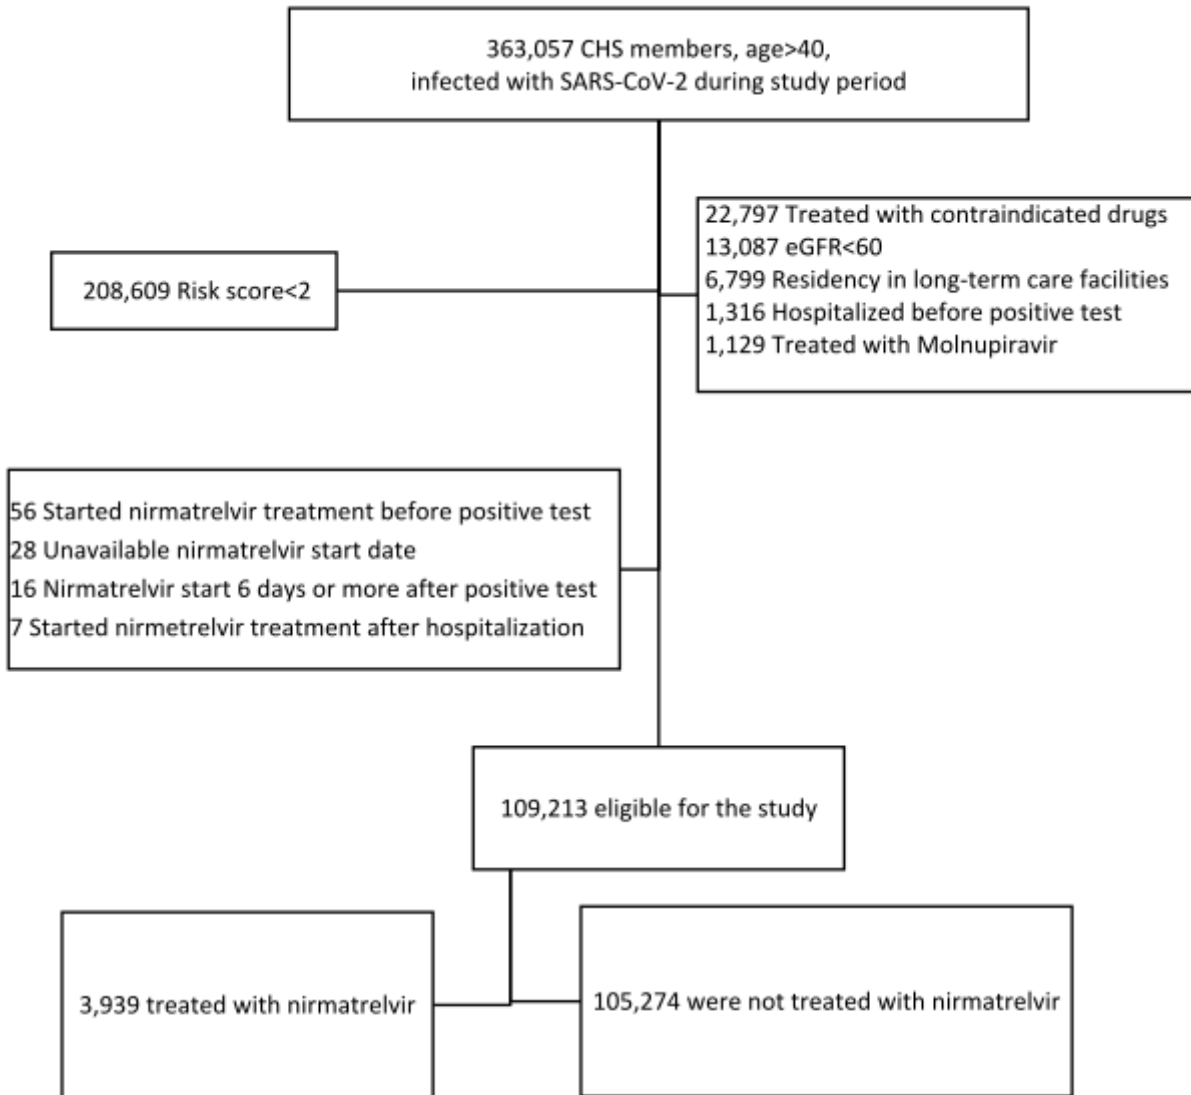 363,057 CHS members, age>40,
infected with SARS-CoV-2 during study period
22,797 Treated with contraindicated drugs
13,087 eGFR<60
6,799 Residency in long-term care facilities
1,316 Hospitalized before positive test
1,129 Treated with Molnupiravir
208,609 Risk score<2
56 Started nirmatrelvir treatment before positive test
28 Unavailable nirmatrelvir start date
16 Nirmatrelvir start 6 days or more after positive test
7 Started nirmetrelvir treatment after hospitalization
109,213 eligible for the study
3,939 treated with nirmatrelvir
105,274 were not treated with nirmatrelvir